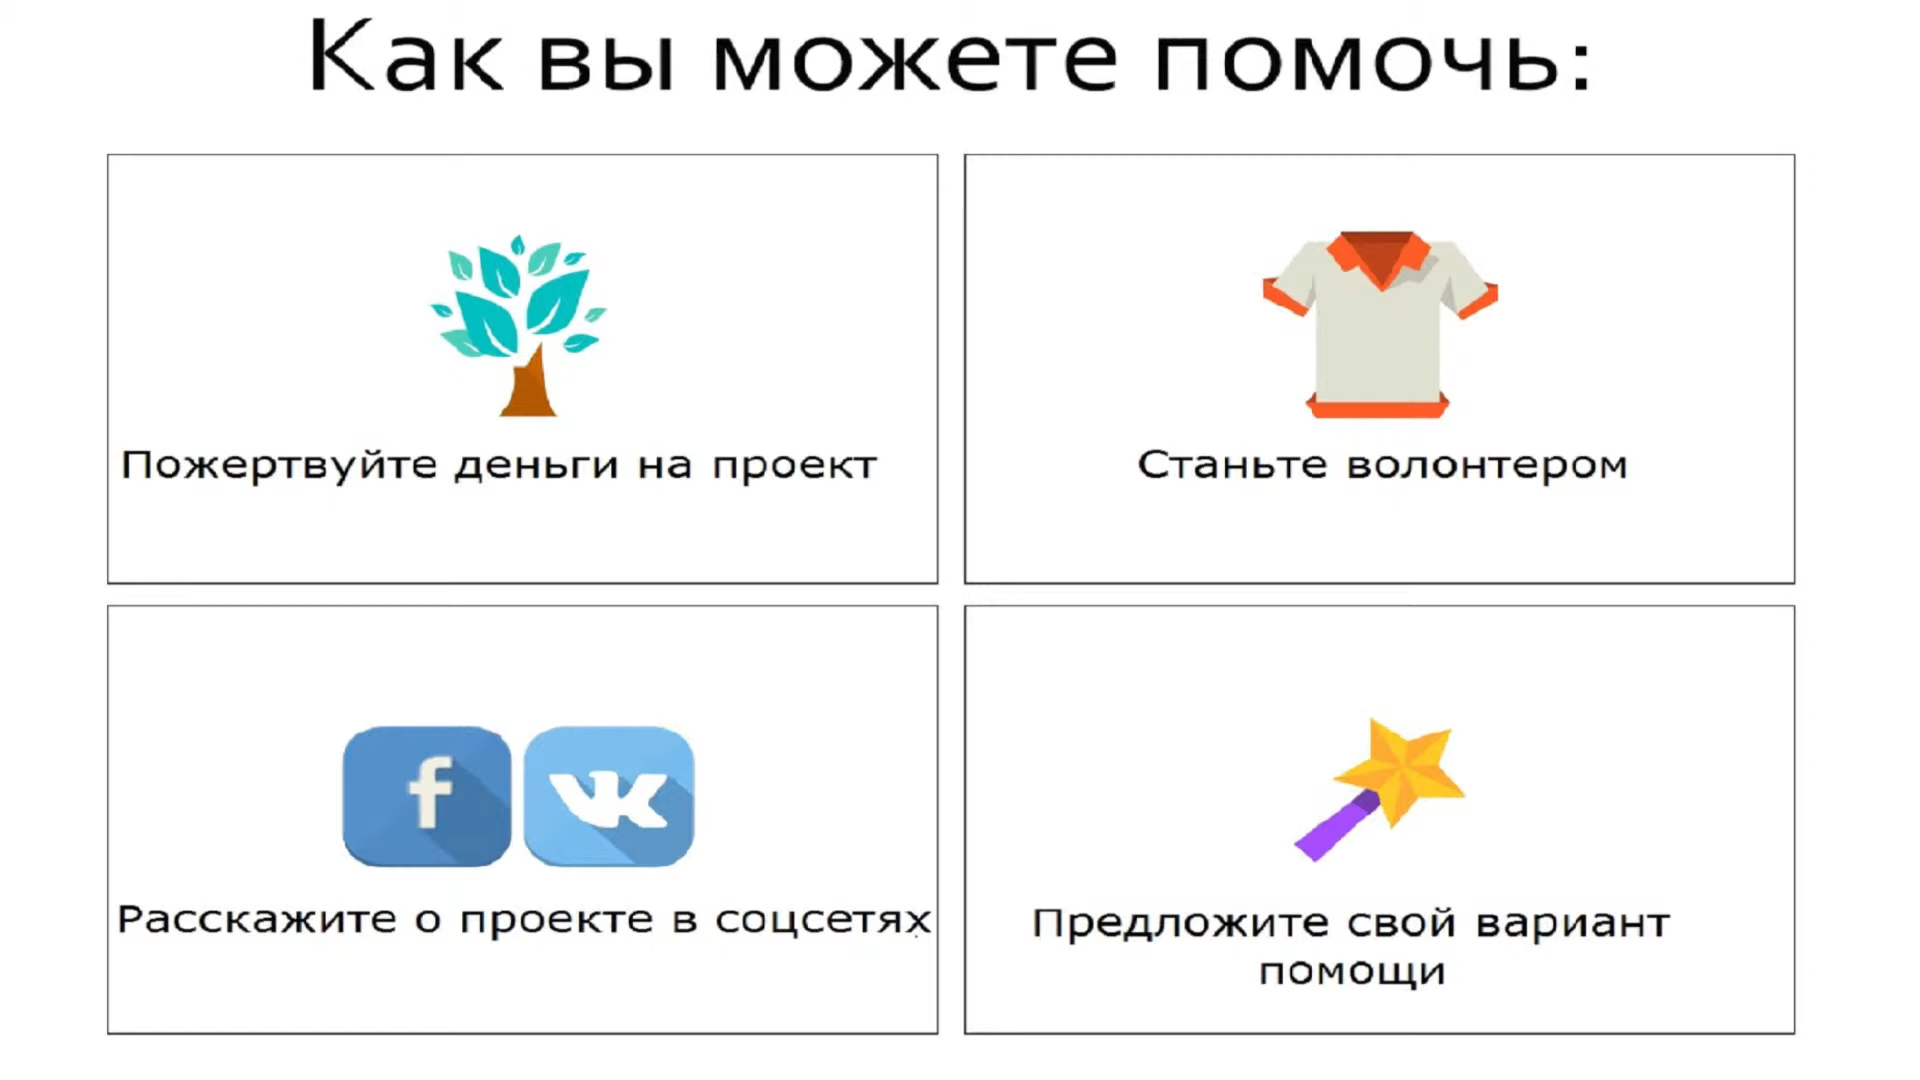 Как вы можете помочь:
Пожертвуйте деньги на проект
Станьте волонтером
f
Расскажите о проекте в соцсетях
Предложите свой вариант
помощи